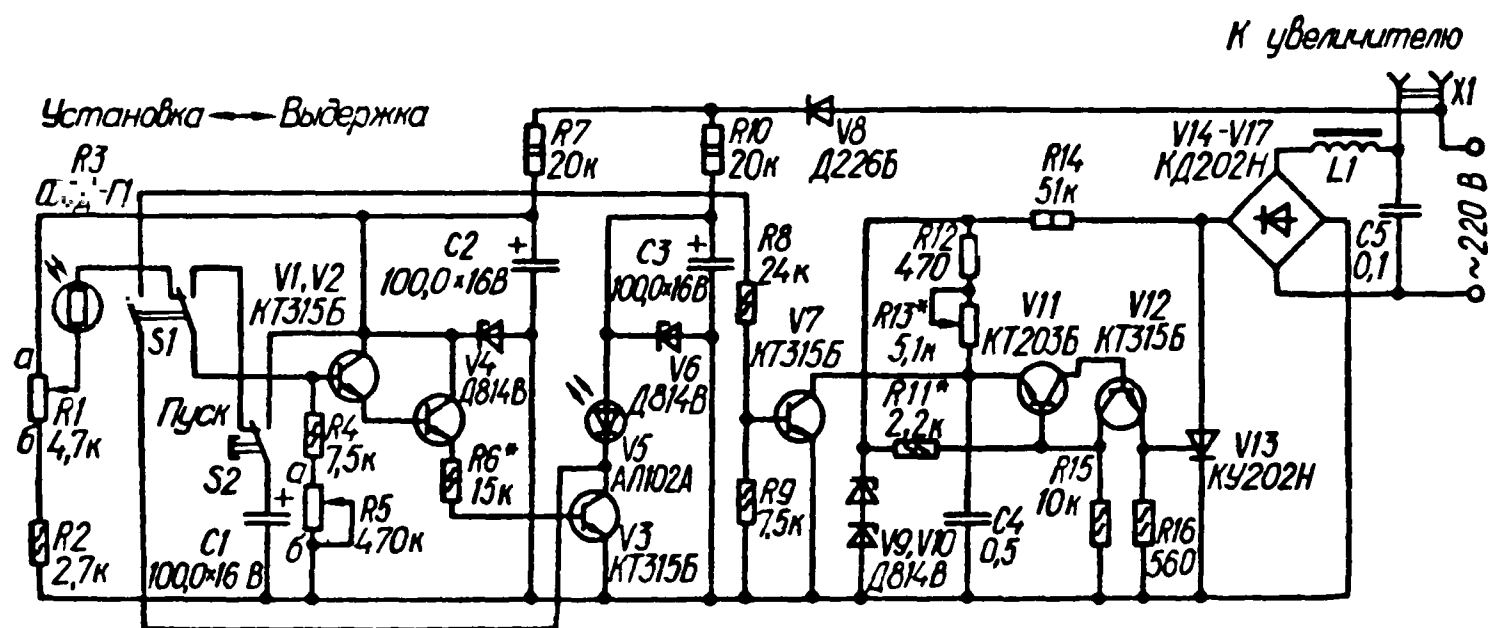 К увеличителю
X1
Установка ↔ Выдержка
R3
R7
20к
R10
20к
V8
Д226Б
V14-V17
КД202Н
R14
51к
L1
~220 В
C5
0,1
C2
100,0×16В
C3
100,0×16В
R8
24к
R12
470
V1, V2
КТ315Б
S1
R13*
5,1к
V11
КТ203Б
V12
КТ315Б
V7
КТ315Б
V4
Д814В
V6
Д814В
а
R1
4,7к
б
Пуск
S2
R4
7,5к
R6*
15к
V5
АЛ102А
R11*
2,2к
V13
КУ202Н
R15
10к
а
R5
470к
б
R9
7,5к
R2
2,7к
C1
100,0×16 В
V3
КТ315Б
V9, V10
Д814В
C4
0,5
R16
560